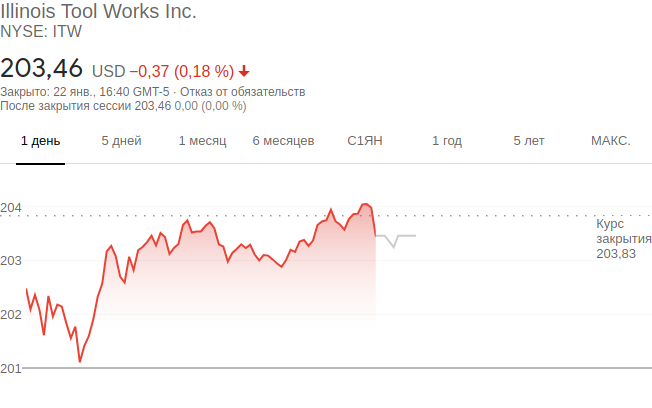 Illinois Tool Works Inc.
NYSE: ITW
203,46 USD −0,37 (0,18 %)
Закрыто: 22 янв., 16:40 GMT-5 · Отказ от обязательств
После закрытия сессии 203,46 0,00 (0,00 %)
1 день 5 дней 1 месяц 6 месяцев С1ЯН 1 год 5 лет МАКС.
204
Курс
закрытия
203,83
203
202
201